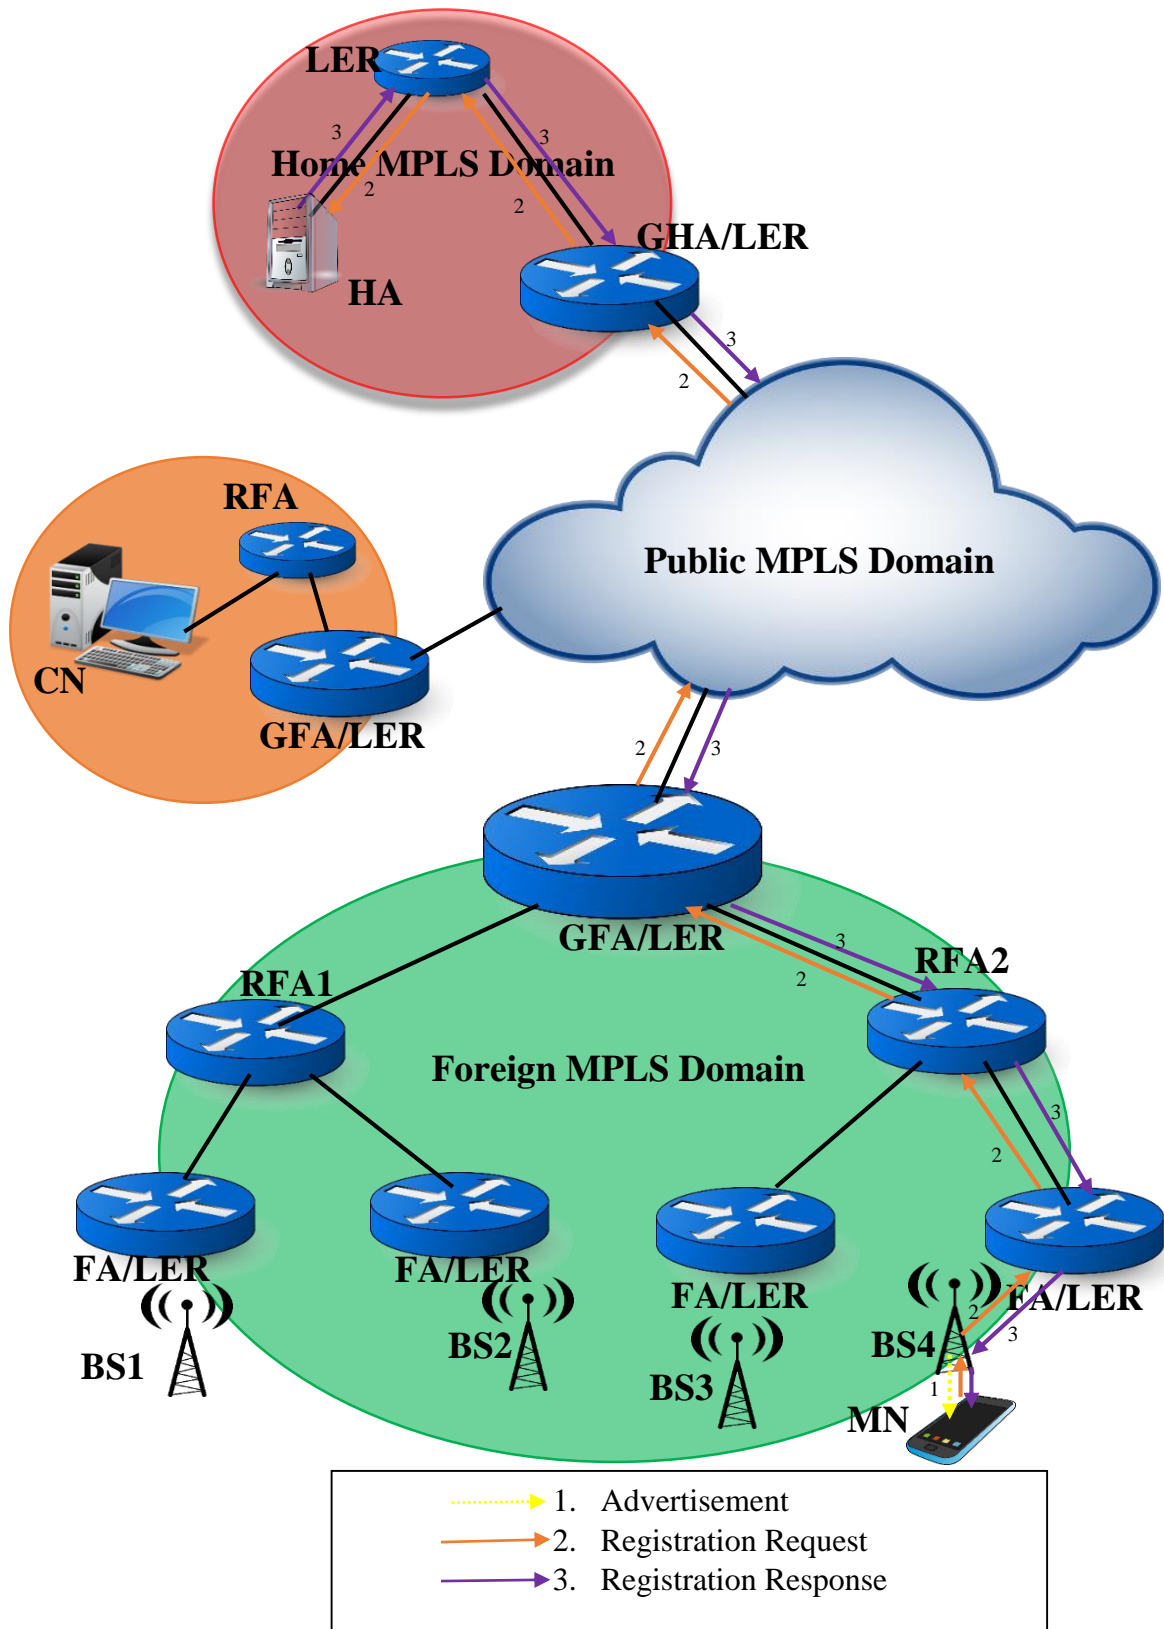 LER
3
3
Home MPLS Domain
2
2
GHA/LER
HA
3
2
RFA
Public MPLS Domain
CN
GFA/LER
2
3
GFA/LER
3
RFA2
2
RFA1
Foreign MPLS Domain
3
2
FA/LER
FA/LER
FA/LER
FA/LER
2
3
BS1
BS2
BS3
BS4
1
MN
1. Advertisement
2. Registration Request
3. Registration Response